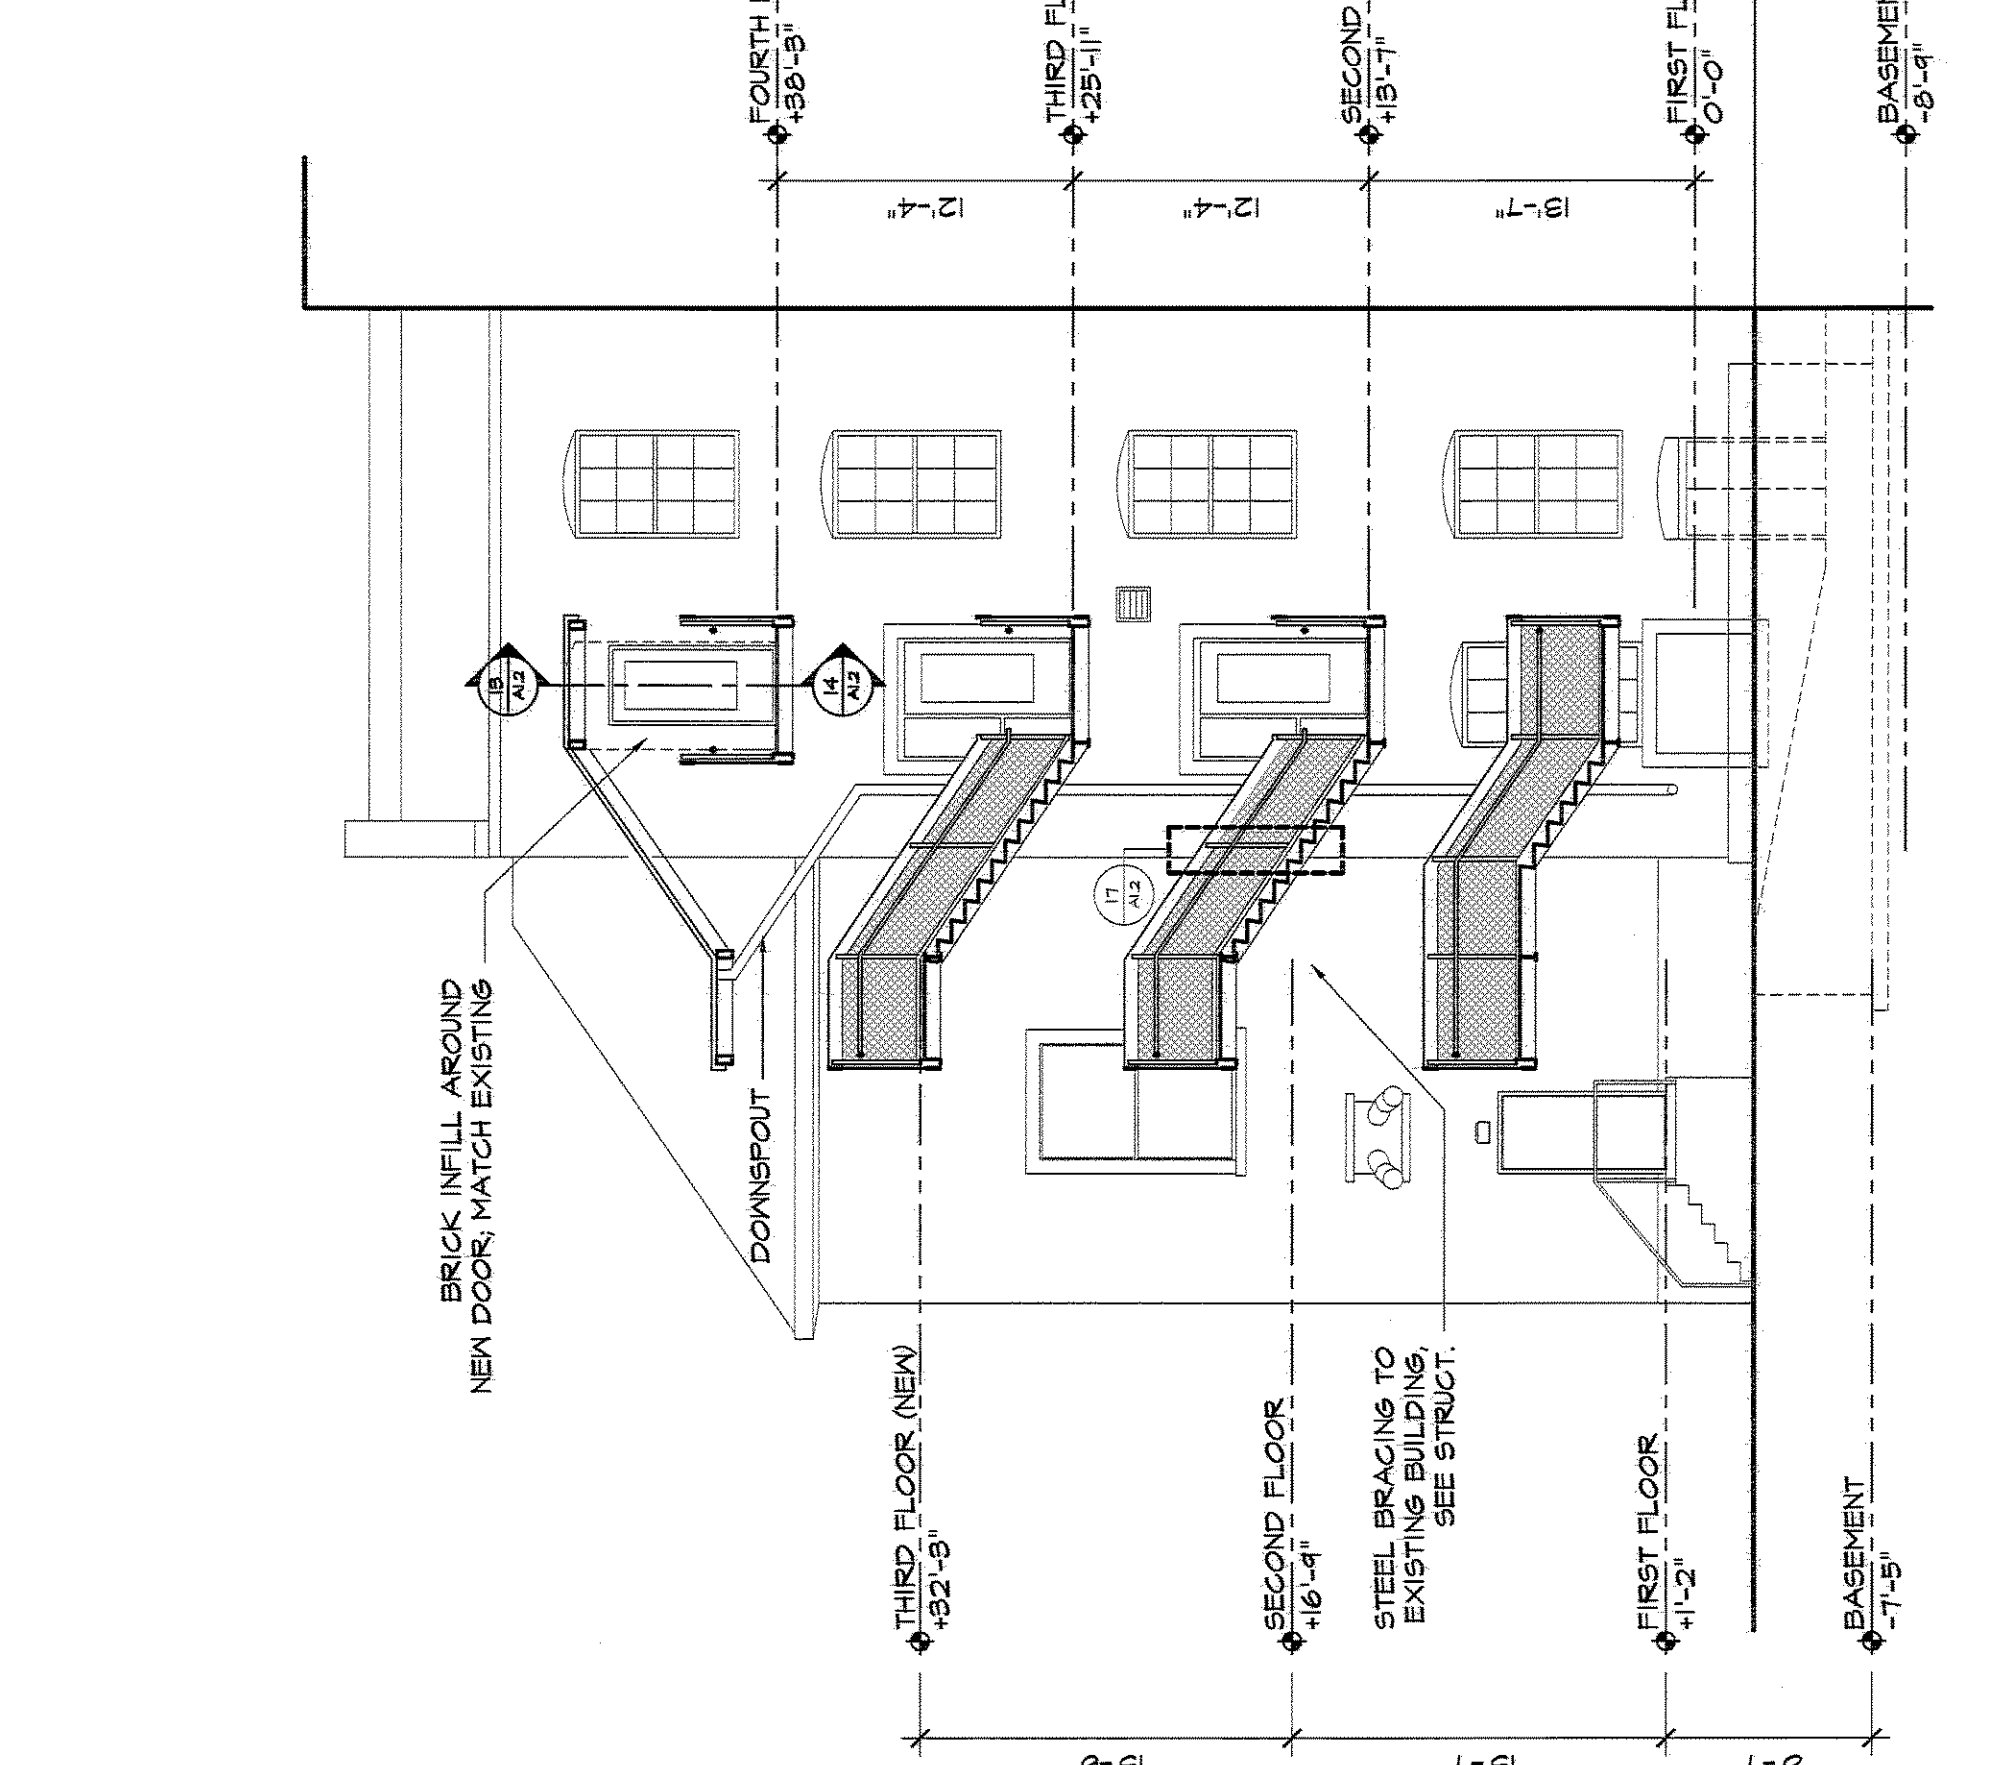 FOURTH
+38'-3"
THIRD FL
+25'-11"
SECOND
+13'-7"
FIRST FL
0'-0"
BASEMEN
-8'-9"
12'-4"
12'-4"
13'-7"
13
A1.2
14
A1.2
17
A1.2
BRICK INFILL AROUND
NEW DOOR; MATCH EXISTING
DOWNSPOUT
THIRD FLOOR (NEW)
+32'-3"
SECOND FLOOR
+16'-9"
STEEL BRACING TO
EXISTING BUILDING,
SEE STRUCT.
FIRST FLOOR
+1'-2"
BASEMENT
-7'-5"